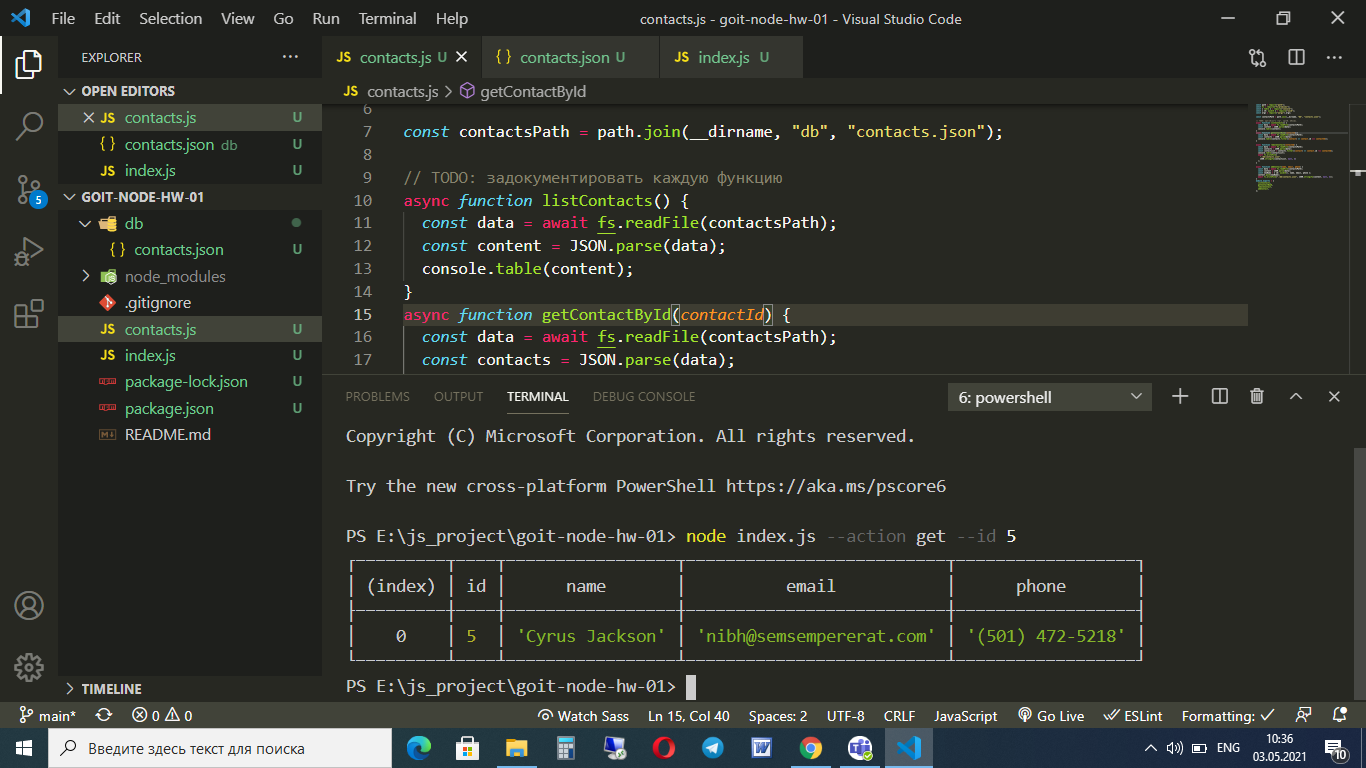 File Edit Selection View Go Run Terminal Help contacts.js - goit-node-hw-01 - Visual Studio Code
EXPLORER
OPEN EDITORS
JS contacts.js U
{ } contacts.json db U
JS index.js U
GOIT-NODE-HW-01
db
{ } contacts.json U
node_modules
.gitignore
JS contacts.js U
JS index.js U
package-lock.json U
package.json U
README.md
TIMELINE
5
JS contacts.js U { } contacts.json U JS index.js U
JS contacts.js > getContactById
6
7 const contactsPath = path.join(__dirname, "db", "contacts.json");
8
9 // TODO: задокументировать каждую функцию
10 async function listContacts() {
11 const data = await fs.readFile(contactsPath);
12 const content = JSON.parse(data);
13 console.table(content);
14 }
15 async function getContactById(contactId) {
16 const data = await fs.readFile(contactsPath);
17 const contacts = JSON.parse(data);
PROBLEMS OUTPUT TERMINAL DEBUG CONSOLE 6: powershell
Copyright (C) Microsoft Corporation. All rights reserved.
Try the new cross-platform PowerShell https://aka.ms/pscore6
PS E:\js_project\goit-node-hw-01> node index.js --action get --id 5
(index) id name email phone
0 5 'Cyrus Jackson' 'nibh@semsempererat.com' '(501) 472-5218'
PS E:\js_project\goit-node-hw-01>
main* 0 0 Watch Sass Ln 15, Col 40 Spaces: 2 UTF-8 CRLF JavaScript Go Live ESLint Formatting:
Введите здесь текст для поиска
ENG 10:36
03.05.2021
10